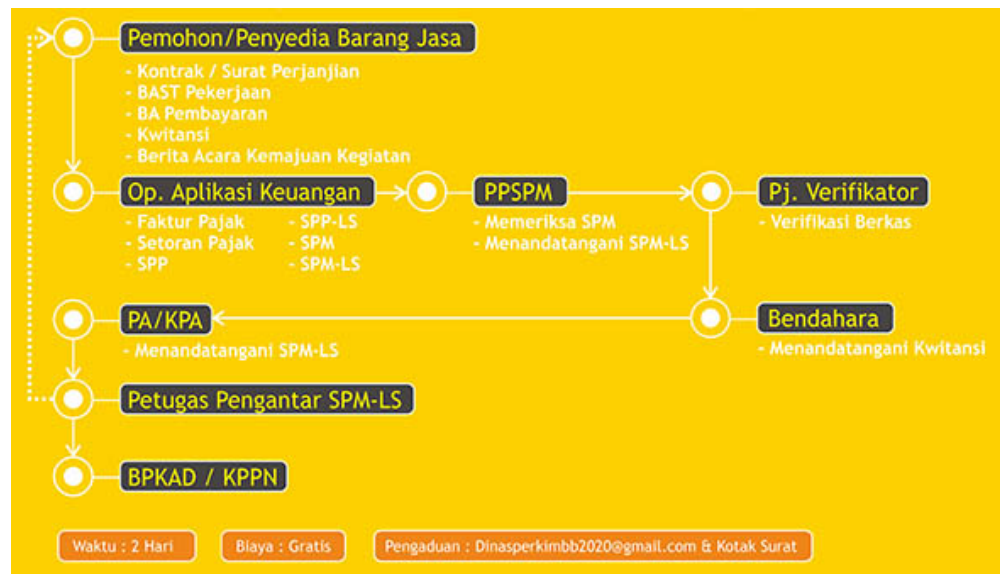 Pemohon/Penyedia Barang Jasa
- Kontrak / Surat Perjanjian
- BAST Pekerjaan
- BA Pembayaran
- Kwitansi
- Berita Acara Kemajuan Kegiatan
Op. Aplikasi Keuangan
- Faktur Pajak
- Setoran Pajak
- SPP
- SPP-LS
- SPM
- SPM-LS
PPSPM
- Memeriksa SPM
- Menandatangani SPM-LS
Pj. Verifikator
- Verifikasi Berkas
Bendahara
- Menandatangani Kwitansi
PA/KPA
- Menandatangani SPM-LS
Petugas Pengantar SPM-LS
BPKAD / KPPN
Waktu : 2 Hari
Biaya : Gratis
Pengaduan : Dinasperkimbb2020@gmail.com & Kotak Surat